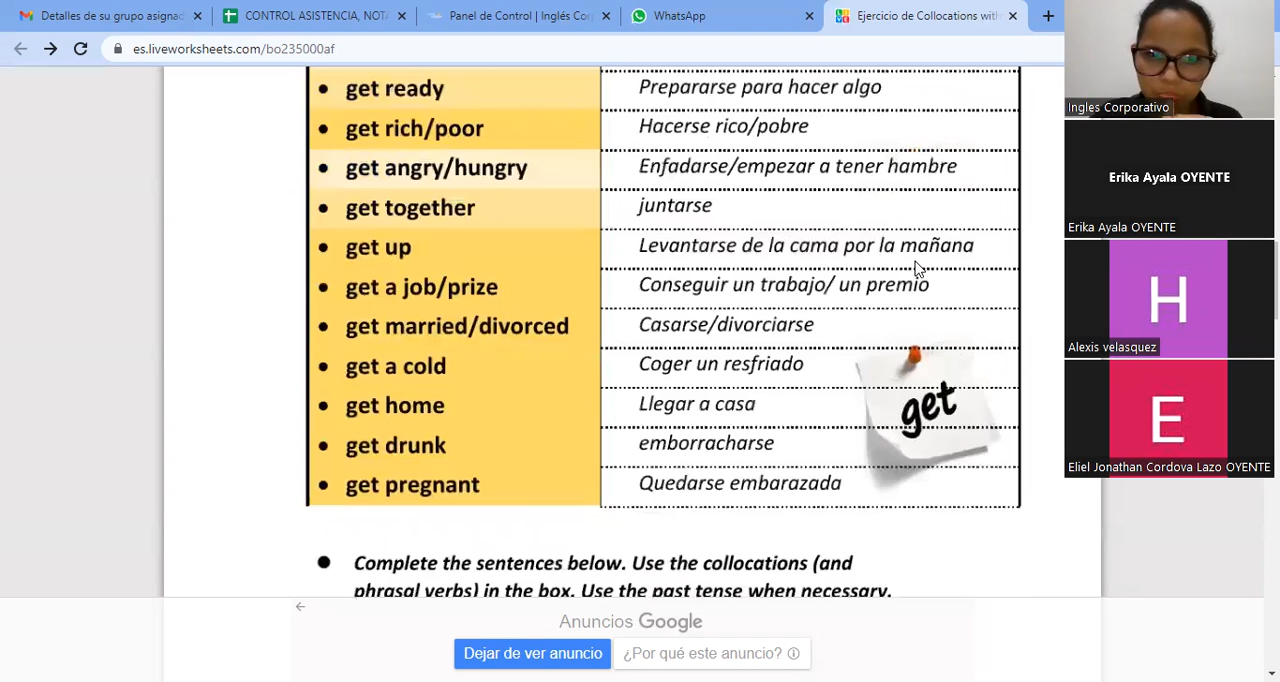 Detalles de su grupo asignad
CONTROL ASISTENCIA, NOTA
Panel de Control | Inglés Corp
WhatsApp
Ejercicio de Collocations with
es.liveworksheets.com/bo235000af
• get ready Prepararse para hacer algo
• get rich/poor Hacerse rico/pobre
• get angry/hungry Enfadarse/empezar a tener hambre
• get together juntarse
• get up Levantarse de la cama por la mañana
• get a job/prize Conseguir un trabajo/ un premio
• get married/divorced Casarse/divorciarse
• get a cold Coger un resfriado
• get home Llegar a casa
• get drunk emborracharse
• get pregnant Quedarse embarazada
get
• Complete the sentences below. Use the collocations (and
phrasal verbs) in the box. Use the past tense when necessary.
Anuncios Google
Dejar de ver anuncio ¿Por qué este anuncio?
Ingles Corporativo
Erika Ayala OYENTE
Erika Ayala OYENTE
H
Alexis velasquez
E
Eliel Jonathan Cordova Lazo OYENTE